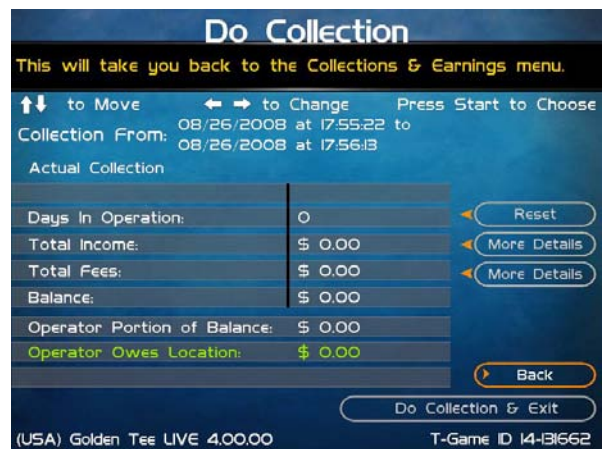 Do Collection
This will take you back to the Collections & Earnings menu.
to Move to Change Press Start to Choose
Collection From: 08/26/2008 at 17:55:22 to
08/26/2008 at 17:56:13
Actual Collection
Days In Operation: 0 Reset
Total Income: $ 0.00 More Details
Total Fees: $ 0.00 More Details
Balance: $ 0.00
Operator Portion of Balance: $ 0.00
Operator Owes Location: $ 0.00
Back
Do Collection & Exit
(USA) Golden Tee LIVE 4.00.00 T-Game ID 14-131662